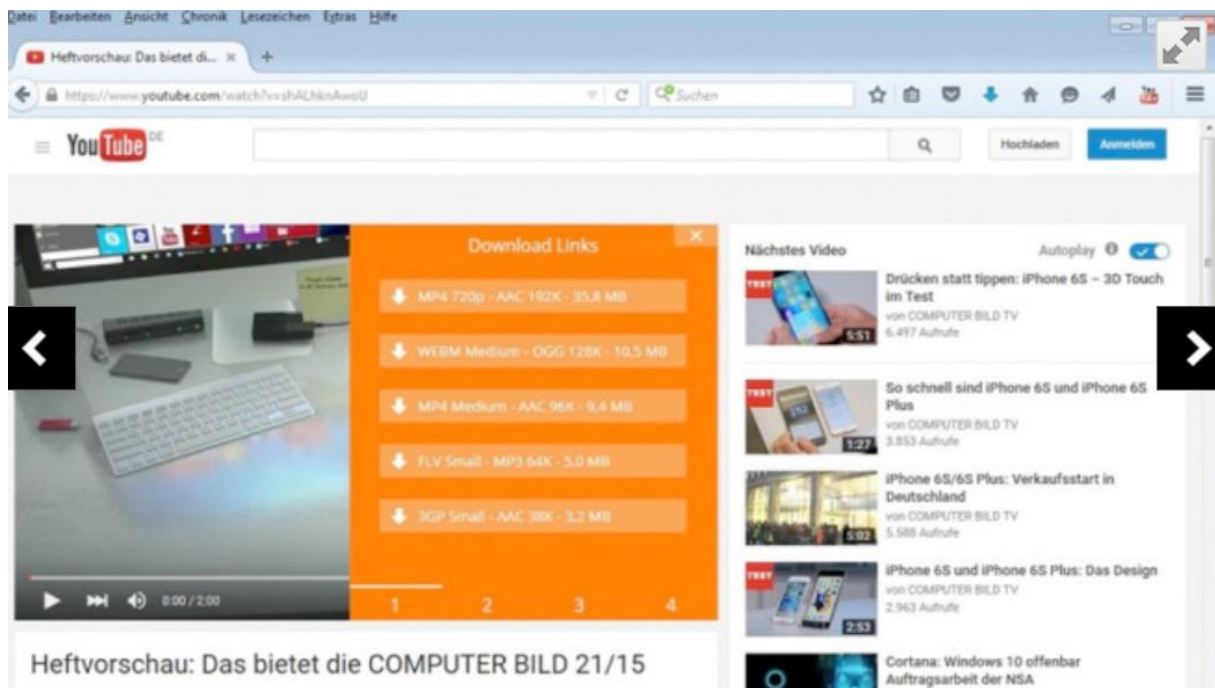 Datei Bearbeiten Ansicht Chronik Lesezeichen Extras Hilfe
Heftvorschau: Das bietet di...
https://www.youtube.com/watch?v=shALhknAwoU
Suchen
YouTube DE
Hochladen
Anmelden
Download Links
MP4 720p - AAC 192K - 35,8 MB
WEBM Medium - OGG 128K - 10,5 MB
MP4 Medium - AAC 96K - 9,4 MB
FLV Small - MP3 64K - 5,0 MB
3GP Small - AAC 38K - 3,2 MB
1 2 3 4
0:00 / 2:00
Heftvorschau: Das bietet die COMPUTER BILD 21/15
Nächstes Video
Autoplay
TEST
5:51
Drücken statt tippen: iPhone 6S – 3D Touch
im Test
von COMPUTER BILD TV
6.497 Aufrufe
TEST
1:27
So schnell sind iPhone 6S und iPhone 6S
Plus
von COMPUTER BILD TV
3.853 Aufrufe
5:02
iPhone 6S/6S Plus: Verkaufsstart in
Deutschland
von COMPUTER BILD TV
5.588 Aufrufe
TEST
2:53
iPhone 6S und iPhone 6S Plus: Das Design
von COMPUTER BILD TV
2.963 Aufrufe
Cortana: Windows 10 offenbar
Auftragsarbeit der NSA